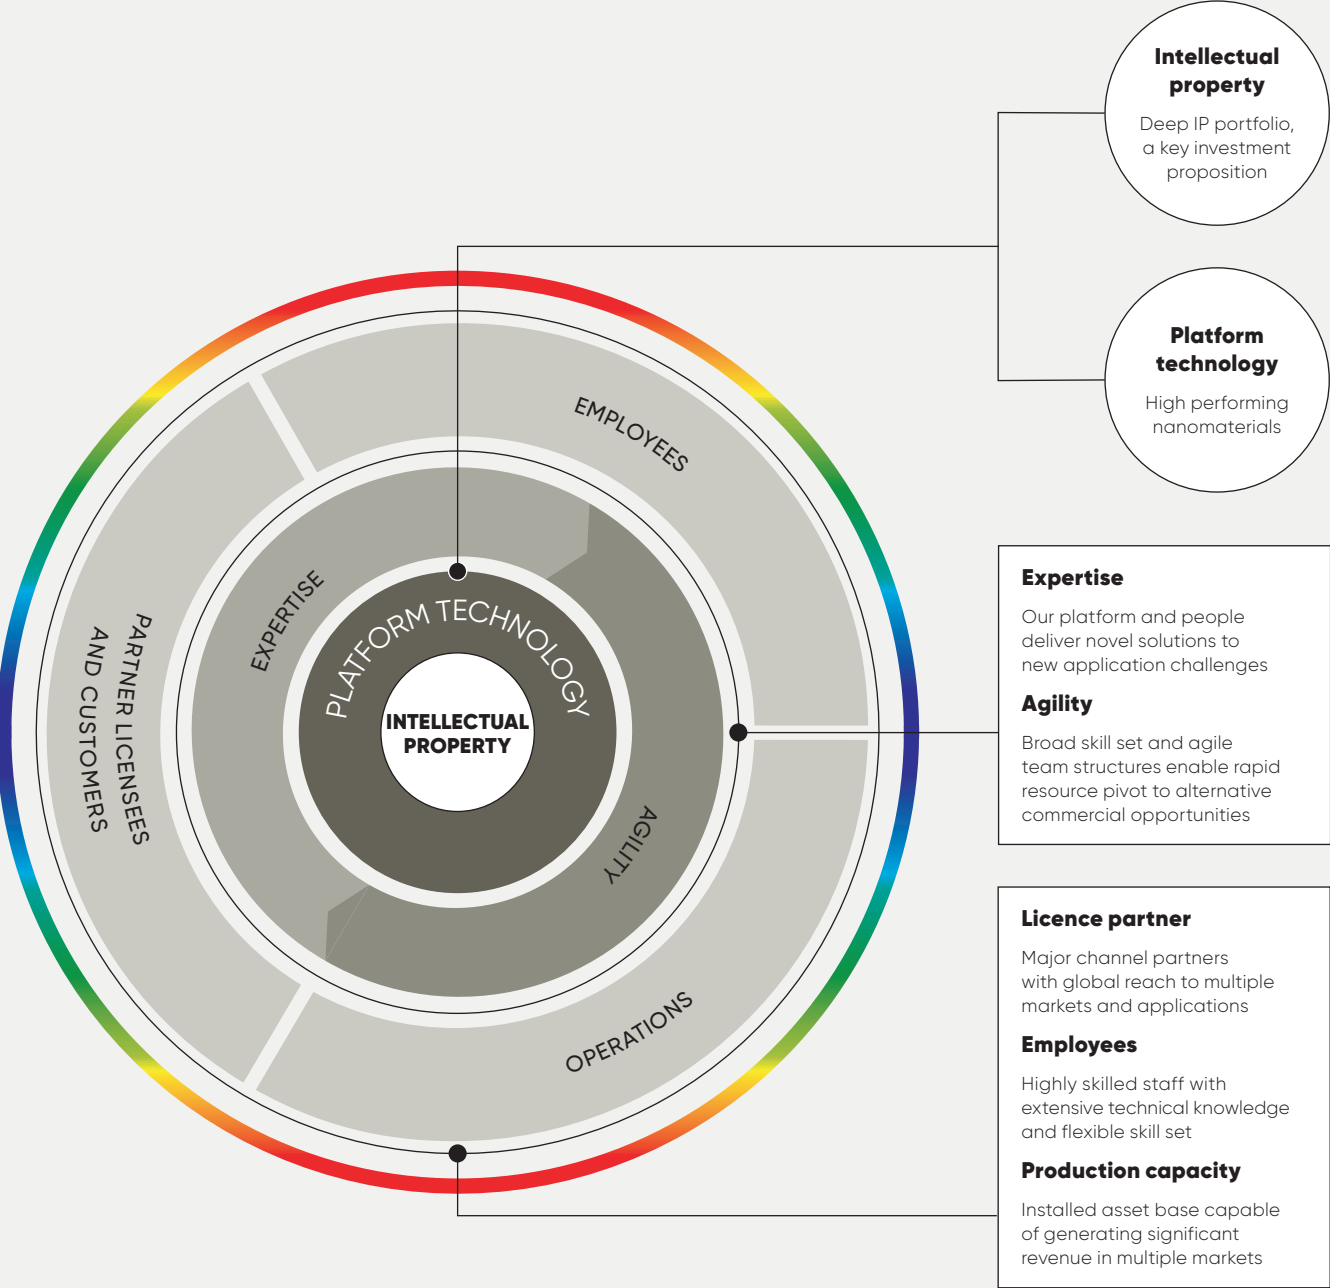 Intellectual
property
Deep IP portfolio,
a key investment
proposition
Platform
technology
High performing
nanomaterials
EMPLOYEES
EXPERTISE
PLATFORM TECHNOLOGY
INTELLECTUAL
PROPERTY
PARTNER LICENSEES
AND CUSTOMERS
AGILITY
OPERATIONS
Expertise
Our platform and people
deliver novel solutions to
new application challenges
Agility
Broad skill set and agile
team structures enable rapid
resource pivot to alternative
commercial opportunities
Licence partner
Major channel partners
with global reach to multiple
markets and applications
Employees
Highly skilled staff with
extensive technical knowledge
and flexible skill set
Production capacity
Installed asset base capable
of generating significant
revenue in multiple markets